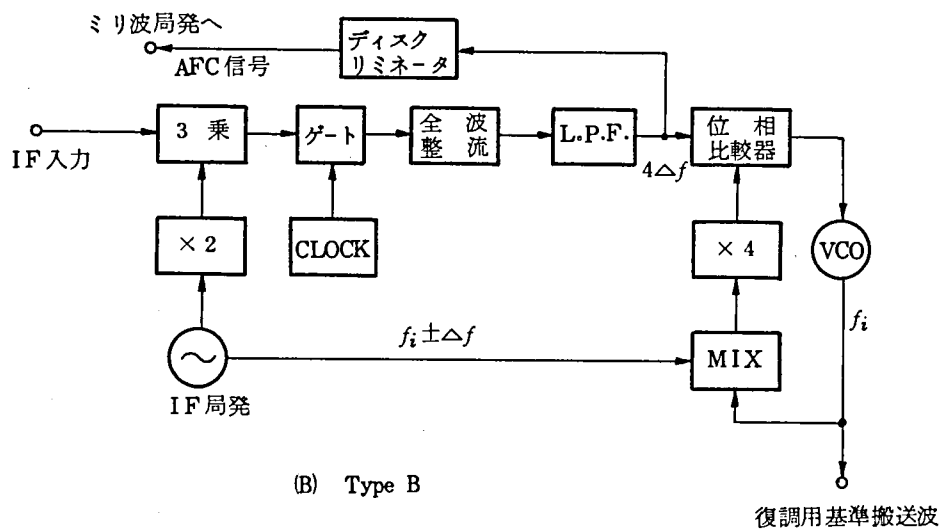 ミリ波局発へ
AFC信号
ディスク
リミネータ
IF入力
3 乗
ゲート
全 波
整 流
L.P.F.
4△f
位 相
比較器
×2
CLOCK
×4
VCO
fi±△f
fi
MIX
IF局発
(B) Type B
復調用基準搬送波